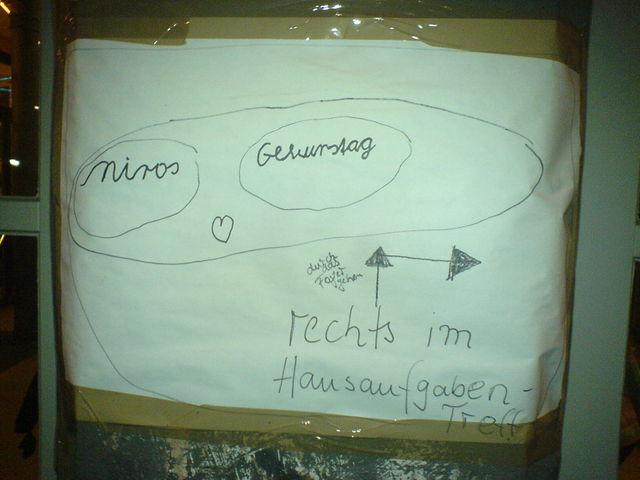 Niros
Geburstag
durch
das
Foyer
gehen
rechts im
Hausaufgaben-
Treff